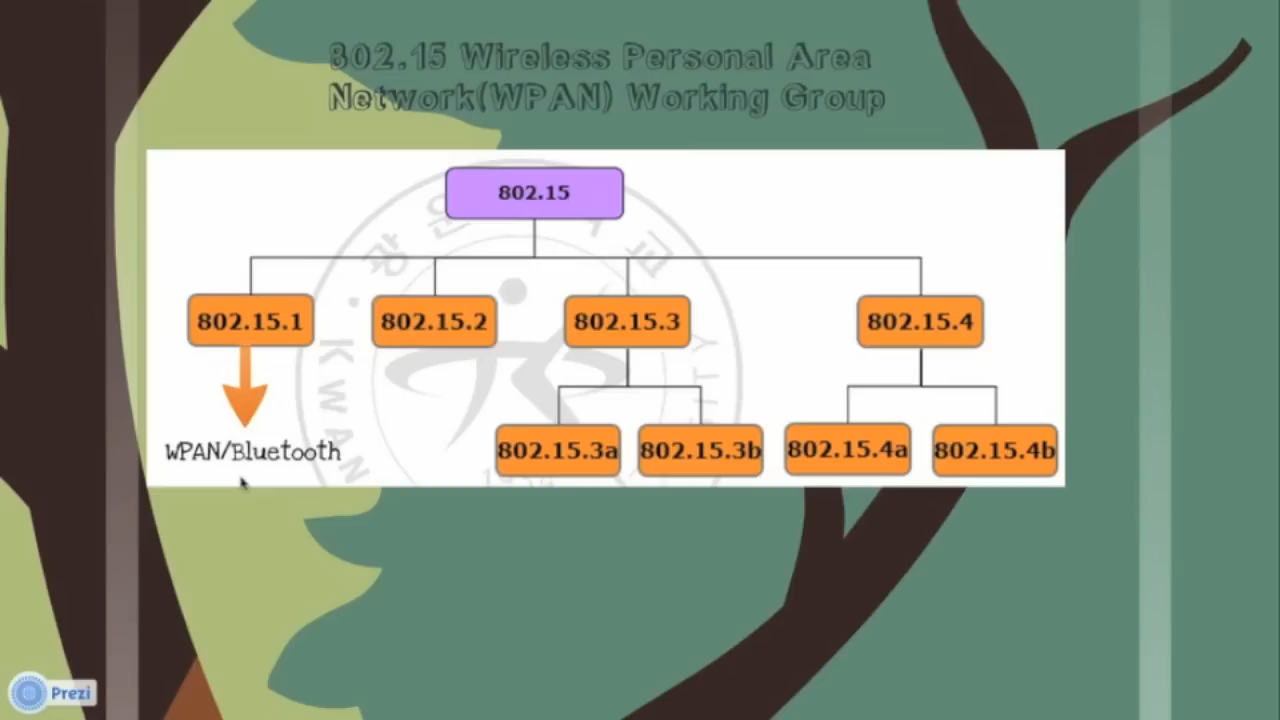 802.15 Wireless Personal Area
Network(WPAN) Working Group
802.15
802.15.1
802.15.2
802.15.3
802.15.4
WPAN/Bluetooth
802.15.3a
802.15.3b
802.15.4a
802.15.4b
KWAN
Prezi